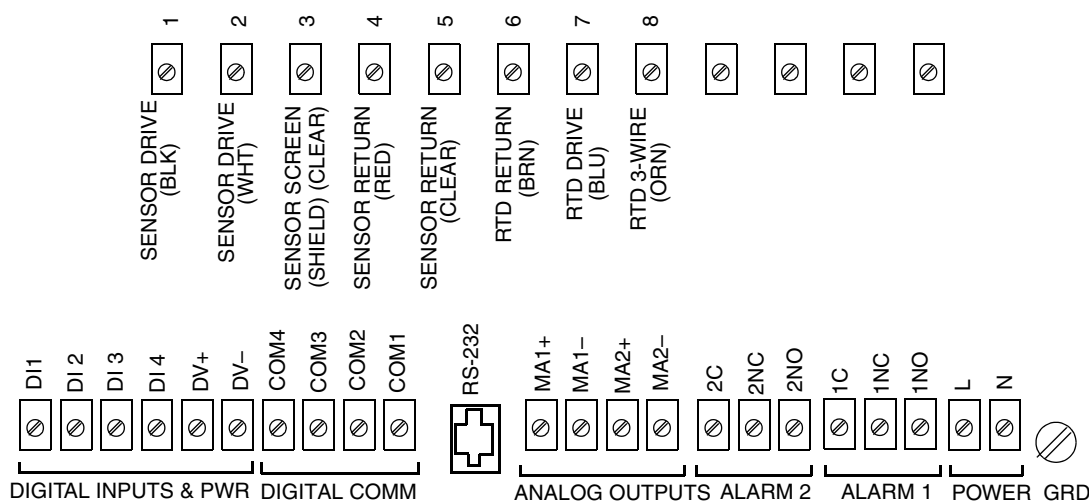 1 2 3 4 5 6 7 8
SENSOR DRIVE
(BLK)
SENSOR DRIVE
(WHT)
SENSOR SCREEN
(SHIELD) (CLEAR)
SENSOR RETURN
(RED)
SENSOR RETURN
(CLEAR)
RTD RETURN
(BRN)
RTD DRIVE
(BLU)
RTD 3-WIRE
(ORN)
DI1 DI 2 DI 3 DI 4 DV+ DV– COM4 COM3 COM2 COM1 RS-232 MA1+ MA1– MA2+ MA2– 2C 2NC 2NO 1C 1NC 1NO L N
DIGITAL INPUTS & PWR DIGITAL COMM ANALOG OUTPUTS ALARM 2 ALARM 1 POWER GRD